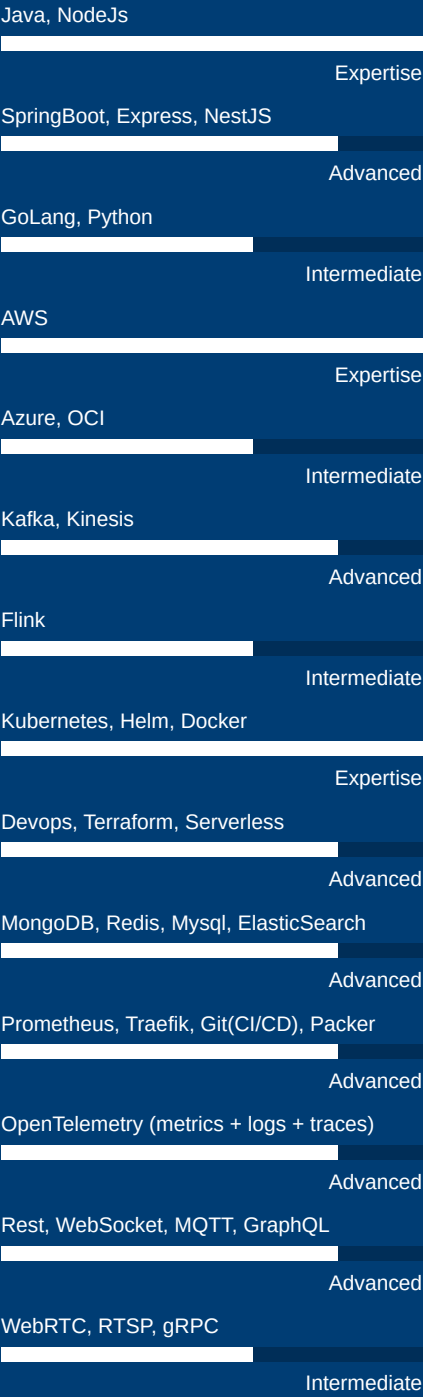 Java, NodeJs
Expertise
SpringBoot, Express, NestJS
Advanced
GoLang, Python
Intermediate
AWS
Expertise
Azure, OCI
Intermediate
Kafka, Kinesis
Advanced
Flink
Intermediate
Kubernetes, Helm, Docker
Expertise
Devops, Terraform, Serverless
Advanced
MongoDB, Redis, Mysql, ElasticSearch
Advanced
Prometheus, Traefik, Git(CI/CD), Packer
Advanced
OpenTelemetry (metrics + logs + traces)
Advanced
Rest, WebSocket, MQTT, GraphQL
Advanced
WebRTC, RTSP, gRPC
Intermediate